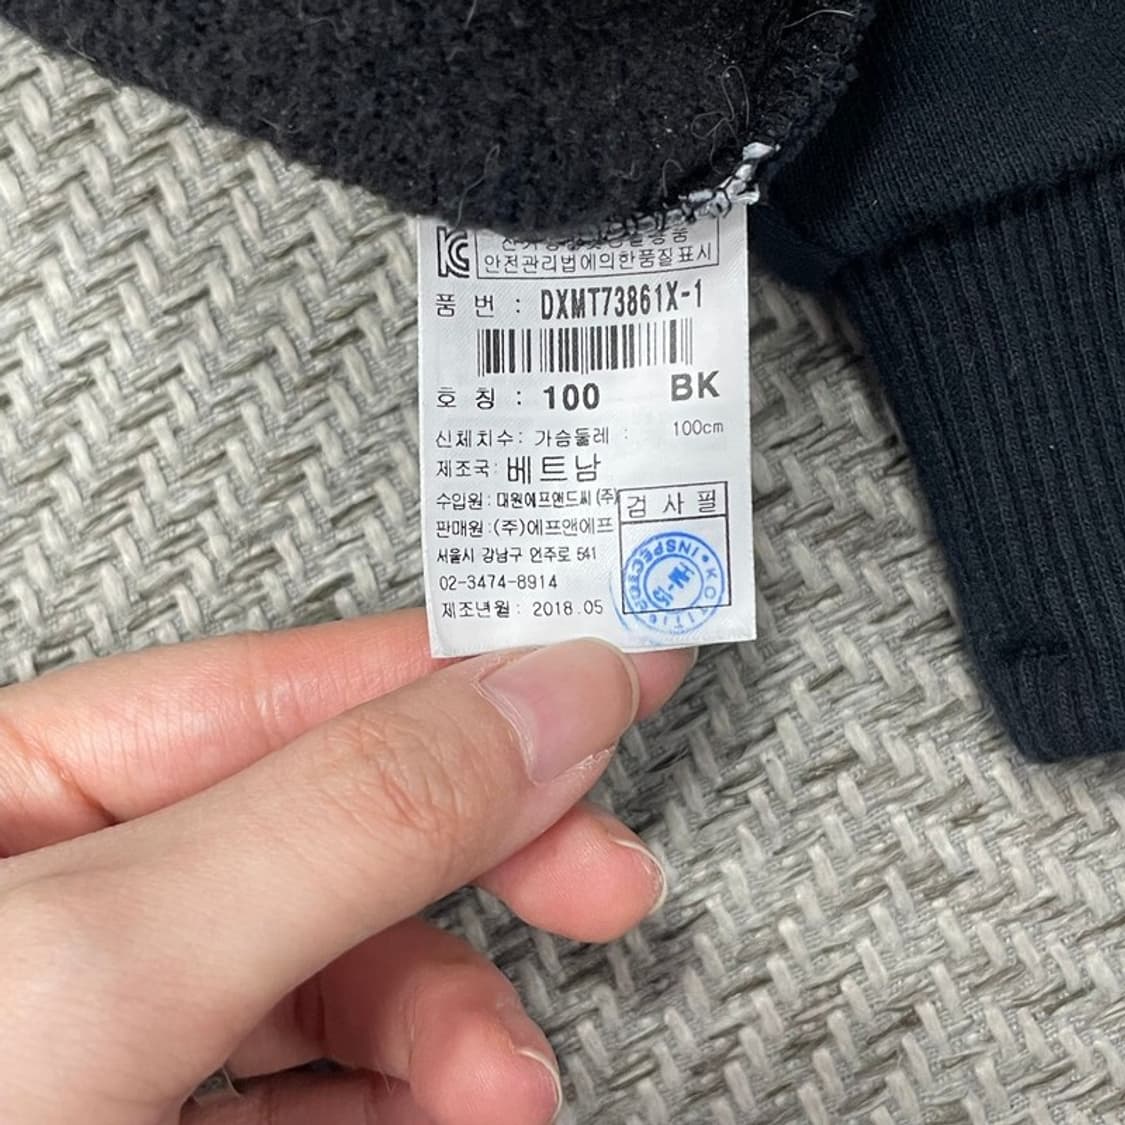 안전관리법에의한품질표시
품 번 : DXMT73861X-1
호 칭 : 100 BK
신체치수: 가슴둘레 : 100cm
제조국: 베트남
수입원 : 대원에프앤드씨 (주)
판매원 :(주)에프앤에프
서울시 강남구 언주로 541
02-3474-8914
제조년월 : 2018.05
검 사 필
INSPECTED